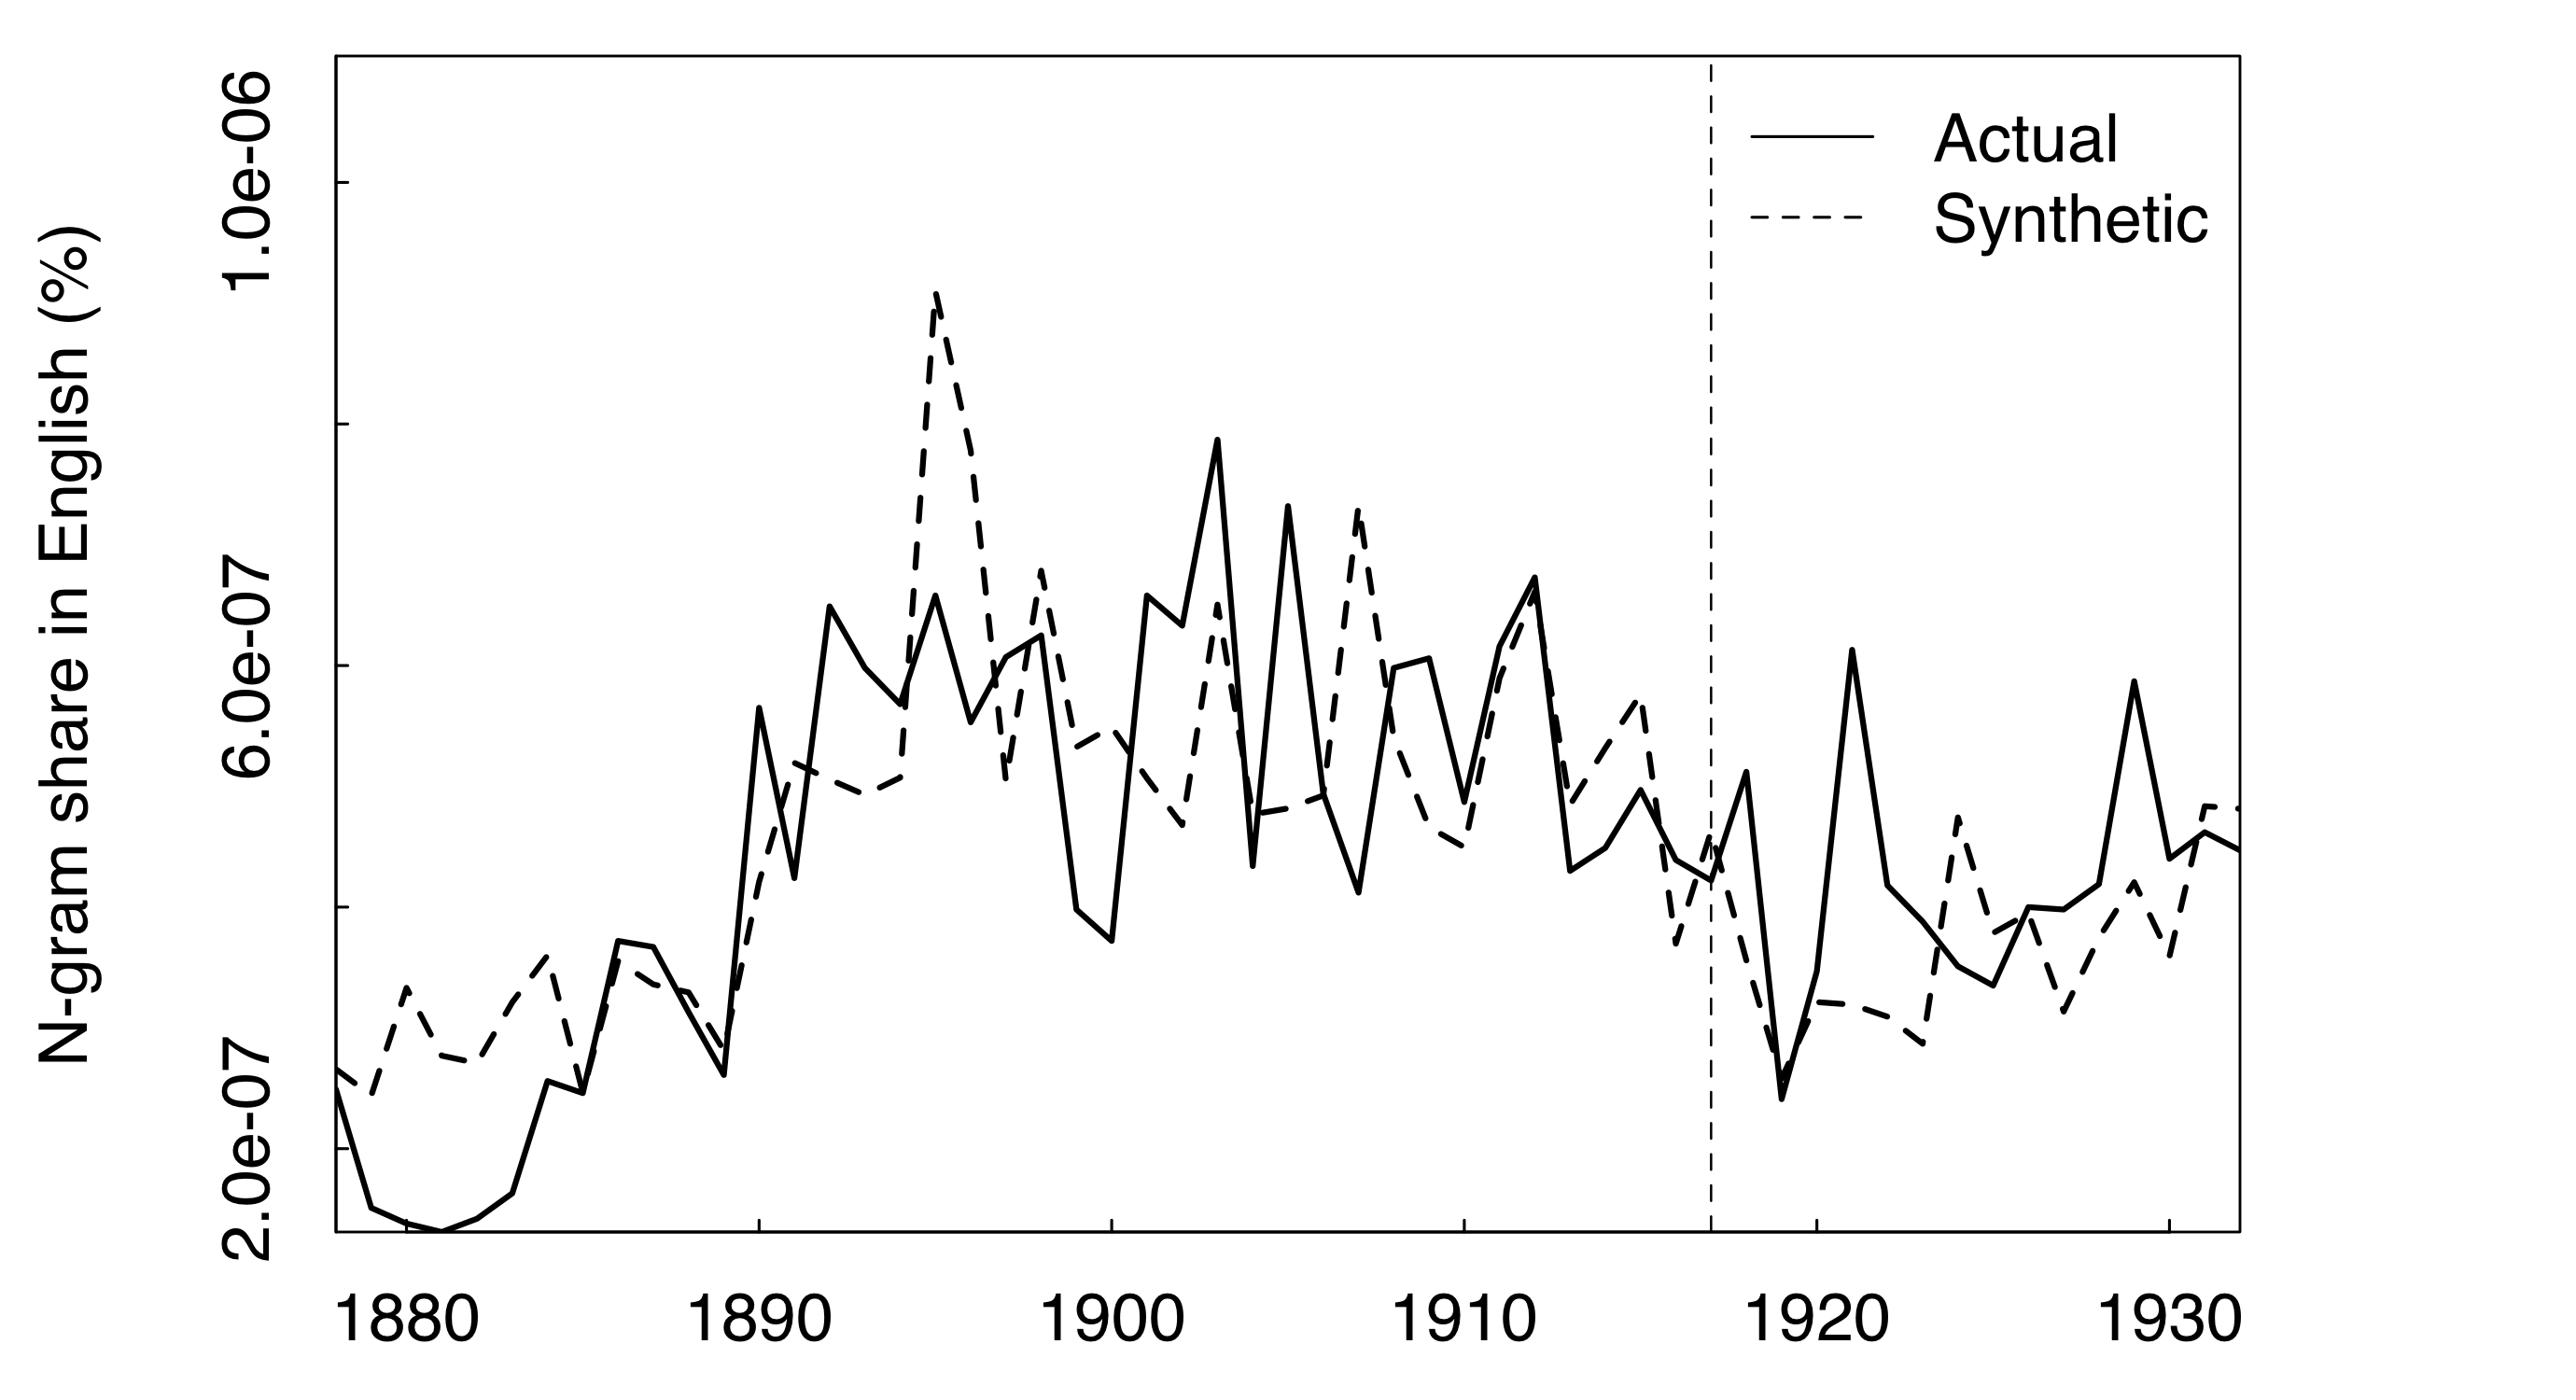 N-gram share in English (%)
1.0e-06
6.0e-07
2.0e-07
Actual
Synthetic
1880 1890 1900 1910 1920 1930